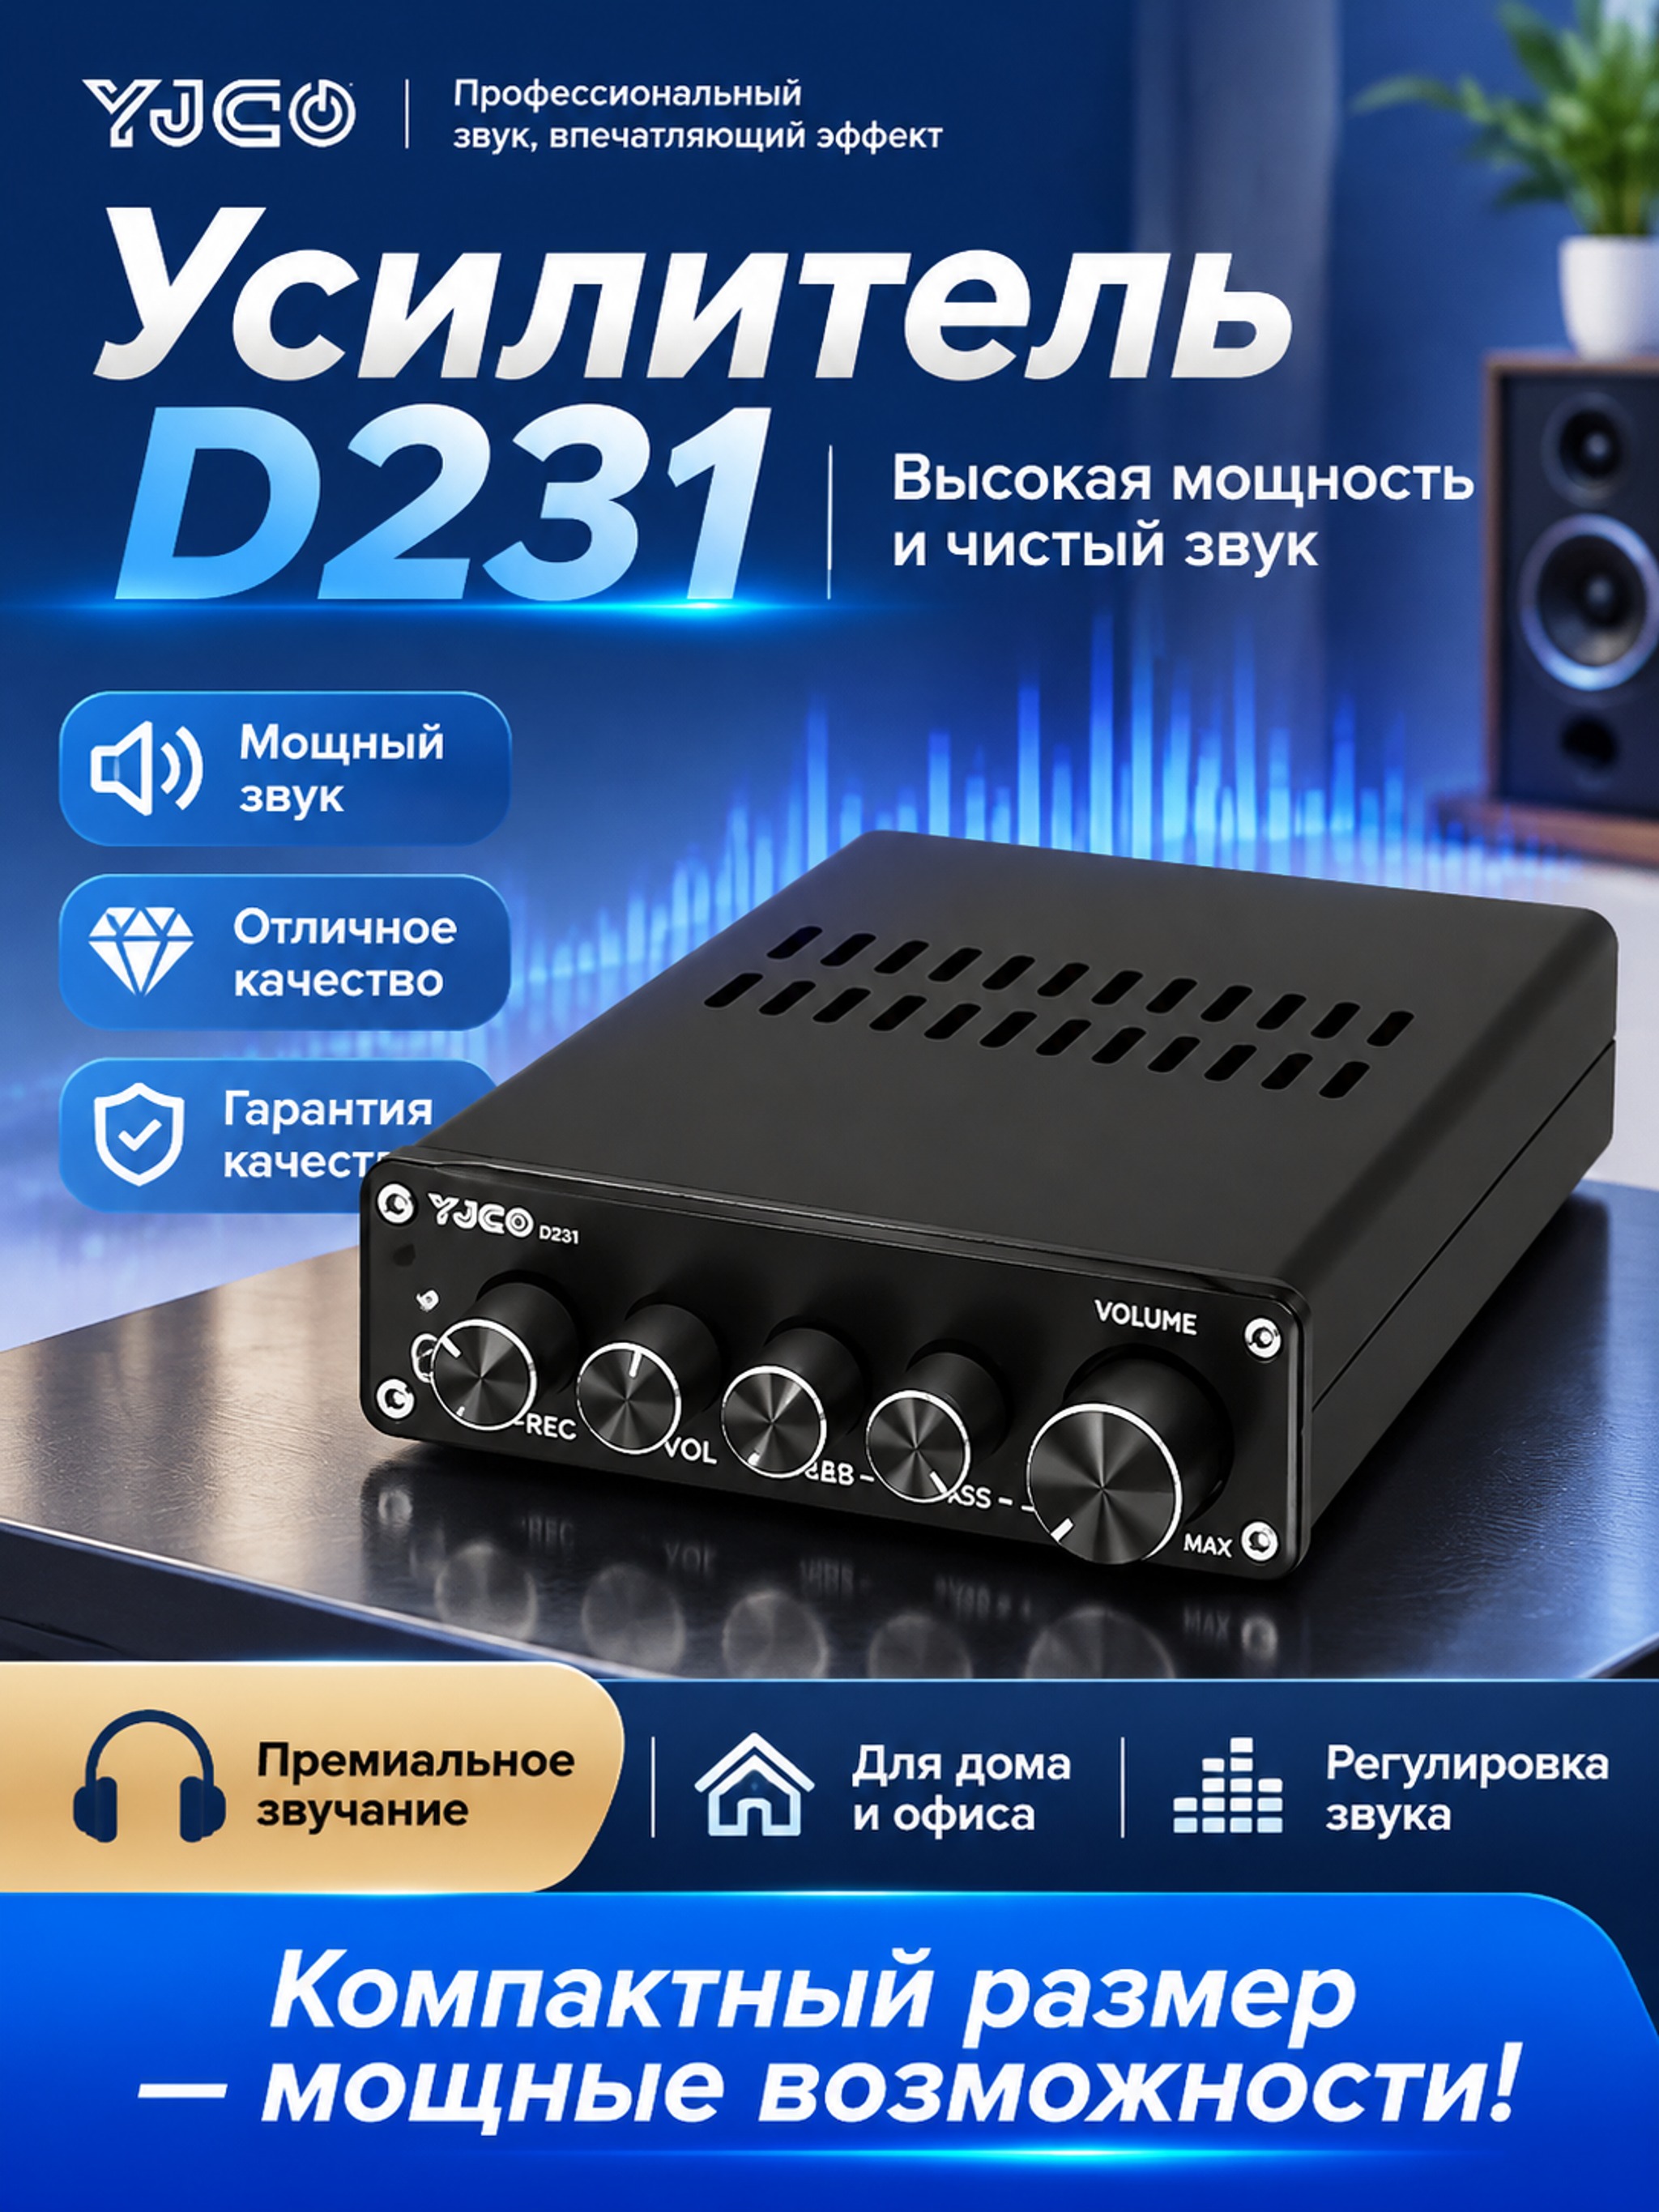 YJCO
Профессиональный
звук, впечатляющий эффект
Усилитель
D231
Высокая мощность
и чистый звук
Мощный
звук
Отличное
качество
Гарантия
YJCO D231
VOLUME
REC
VOL
MAX
Премиальное
звучание
Для дома
и офиса
Регулировка
звука
Компактный размер
— мощные возможности!